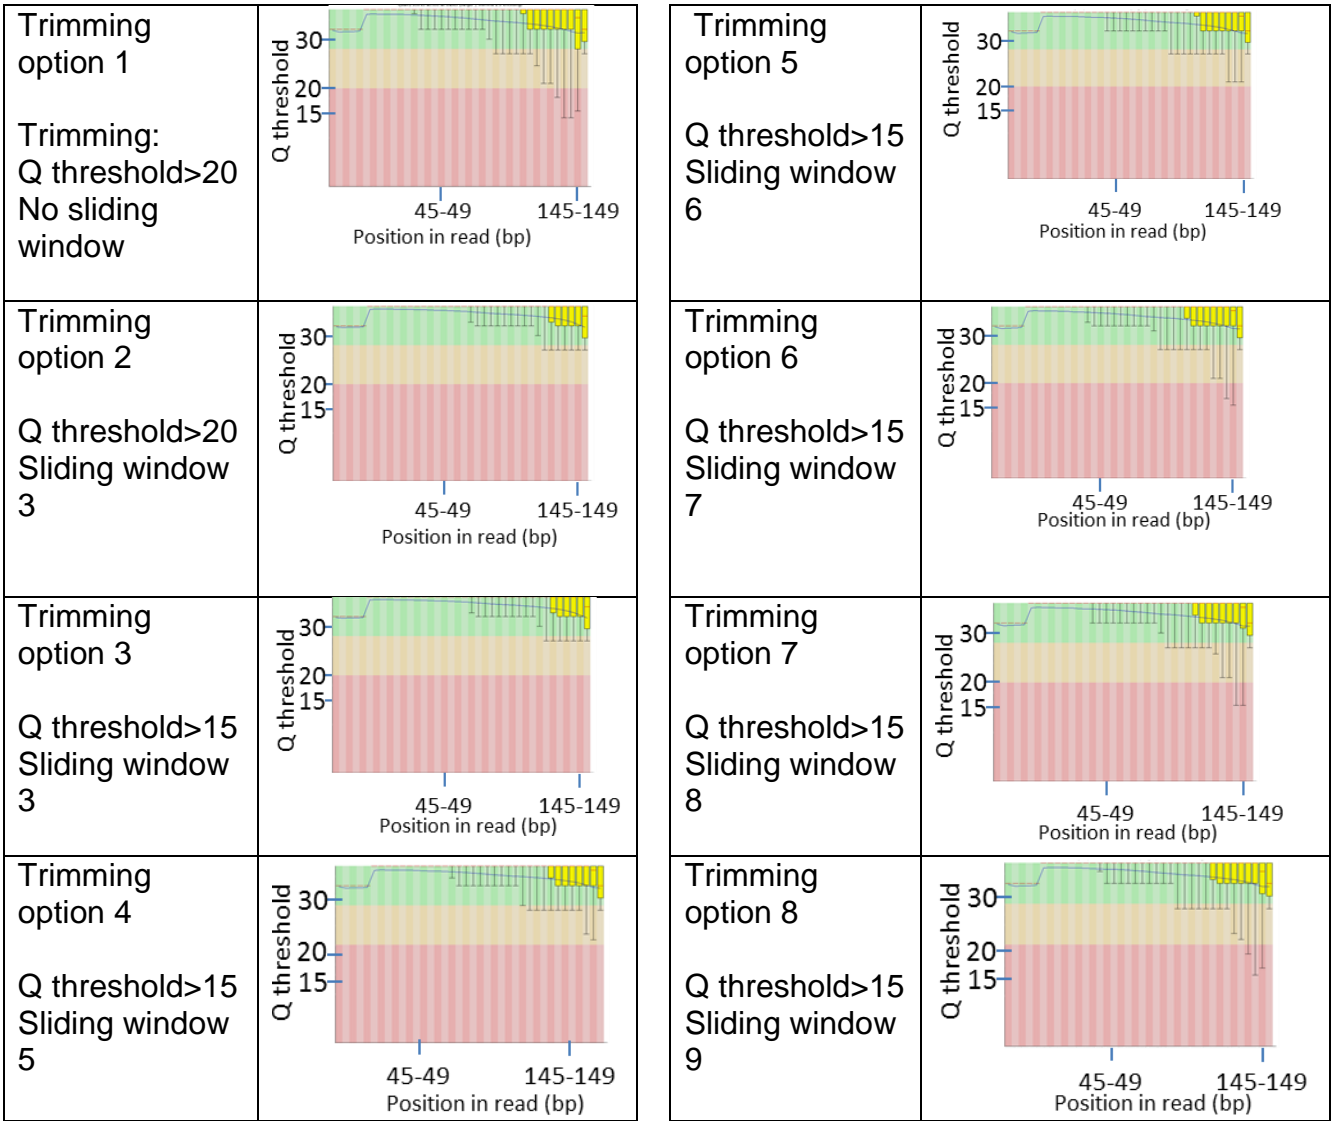 Trimming
option 1
Trimming:
Q threshold>20
No sliding
window
Q threshold
30
20
15
45-49 145-149
Position in read (bp)
Trimming
option 5
Q threshold>15
Sliding window
6
Q threshold
30
20
15
45-49 145-149
Position in read (bp)
Trimming
option 2
Q threshold>20
Sliding window
3
Q threshold
30
20
15
45-49 145-149
Position in read (bp)
Trimming
option 6
Q threshold>15
Sliding window
7
Q threshold
30
20
15
45-49 145-149
Position in read (bp)
Trimming
option 3
Q threshold>15
Sliding window
3
Q threshold
30
20
15
45-49 145-149
Position in read (bp)
Trimming
option 7
Q threshold>15
Sliding window
8
Q threshold
30
20
15
45-49 145-149
Position in read (bp)
Trimming
option 4
Q threshold>15
Sliding window
5
Q threshold
30
20
15
45-49 145-149
Position in read (bp)
Trimming
option 8
Q threshold>15
Sliding window
9
Q threshold
30
20
15
45-49 145-149
Position in read (bp)